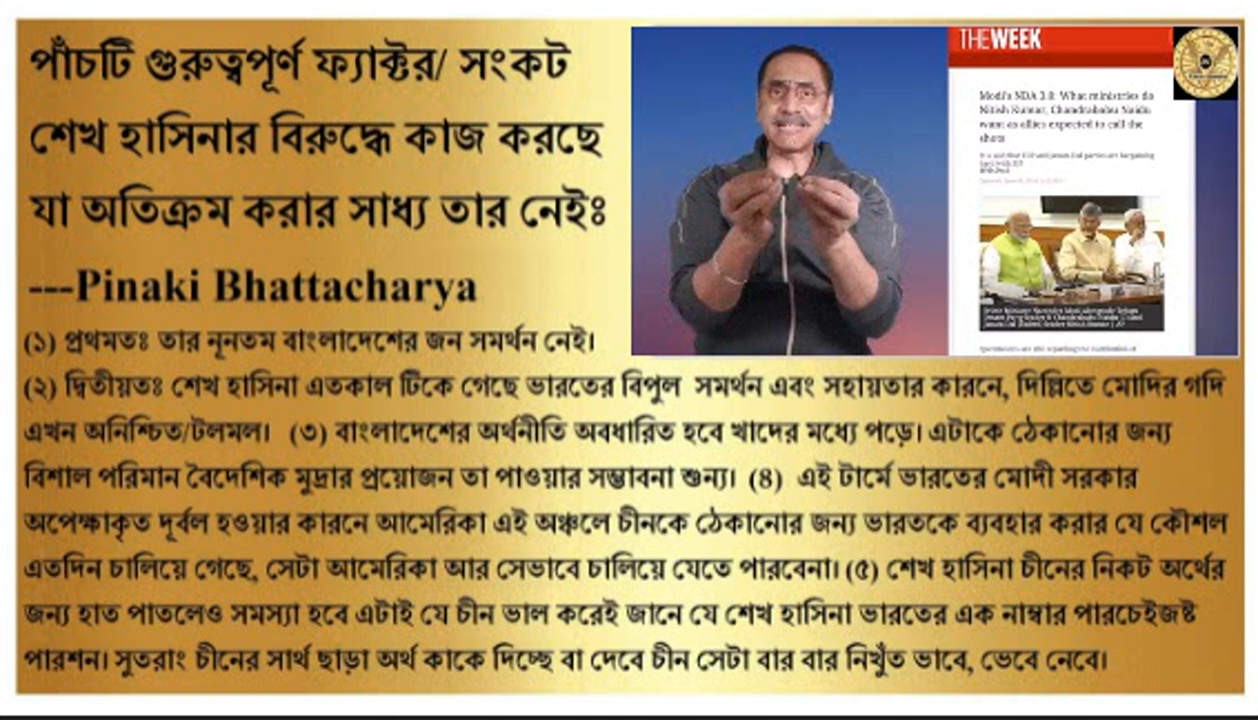 পাঁচটি গুরুত্বপূর্ণ ফ্যাক্টর/ সংকট
শেখ হাসিনার বিরুদ্ধে কাজ করছে
যা অতিক্রম করার সাধ্য তার নেইঃ
---Pinaki Bhattacharya
(১) প্রথমতঃ তার নূনতম বাংলাদেশের জন সমর্থন নেই।
(২) দ্বিতীয়তঃ শেখ হাসিনা এতকাল টিকে গেছে ভারতের বিপুল সমর্থন এবং সহায়তার কারনে, দিল্লিতে মোদির গদি
এখন অনিশ্চিত/টলমল। (৩) বাংলাদেশের অর্থনীতি অবধারিত হবে খাদের মধ্যে পড়ে। এটাকে ঠেকানোর জন্য
বিশাল পরিমান বৈদেশিক মুদ্রার প্রয়োজন তা পাওয়ার সম্ভাবনা শুন্য। (৪) এই টার্মে ভারতের মোদী সরকার
অপেক্ষাকৃত দূর্বল হওয়ার কারনে আমেরিকা এই অঞ্চলে চীনকে ঠেকানোর জন্য ভারতকে ব্যবহার করার যে কৌশল
এতদিন চালিয়ে গেছে, সেটা আমেরিকা আর সেভাবে চালিয়ে যেতে পারবেনা। (৫) শেখ হাসিনা চীনের নিকট অর্থের
জন্য হাত পাতলেও সমস্যা হবে এটাই যে চীন ভাল করেই জানে যে শেখ হাসিনা ভারতের এক নাম্বার পারচেইজষ্ট
পারশন। সুতরাং চীনের সার্থ ছাড়া অর্থ কাকে দিচ্ছে বা দেবে চীন সেটা বার বার নিখুঁত ভাবে, ভেবে নেবে।
THE WEEK
Modi's NDA 3.0: What ministries do
Nitish Kumar, Chandrababu Naidu
want as allies expected to call the
shots